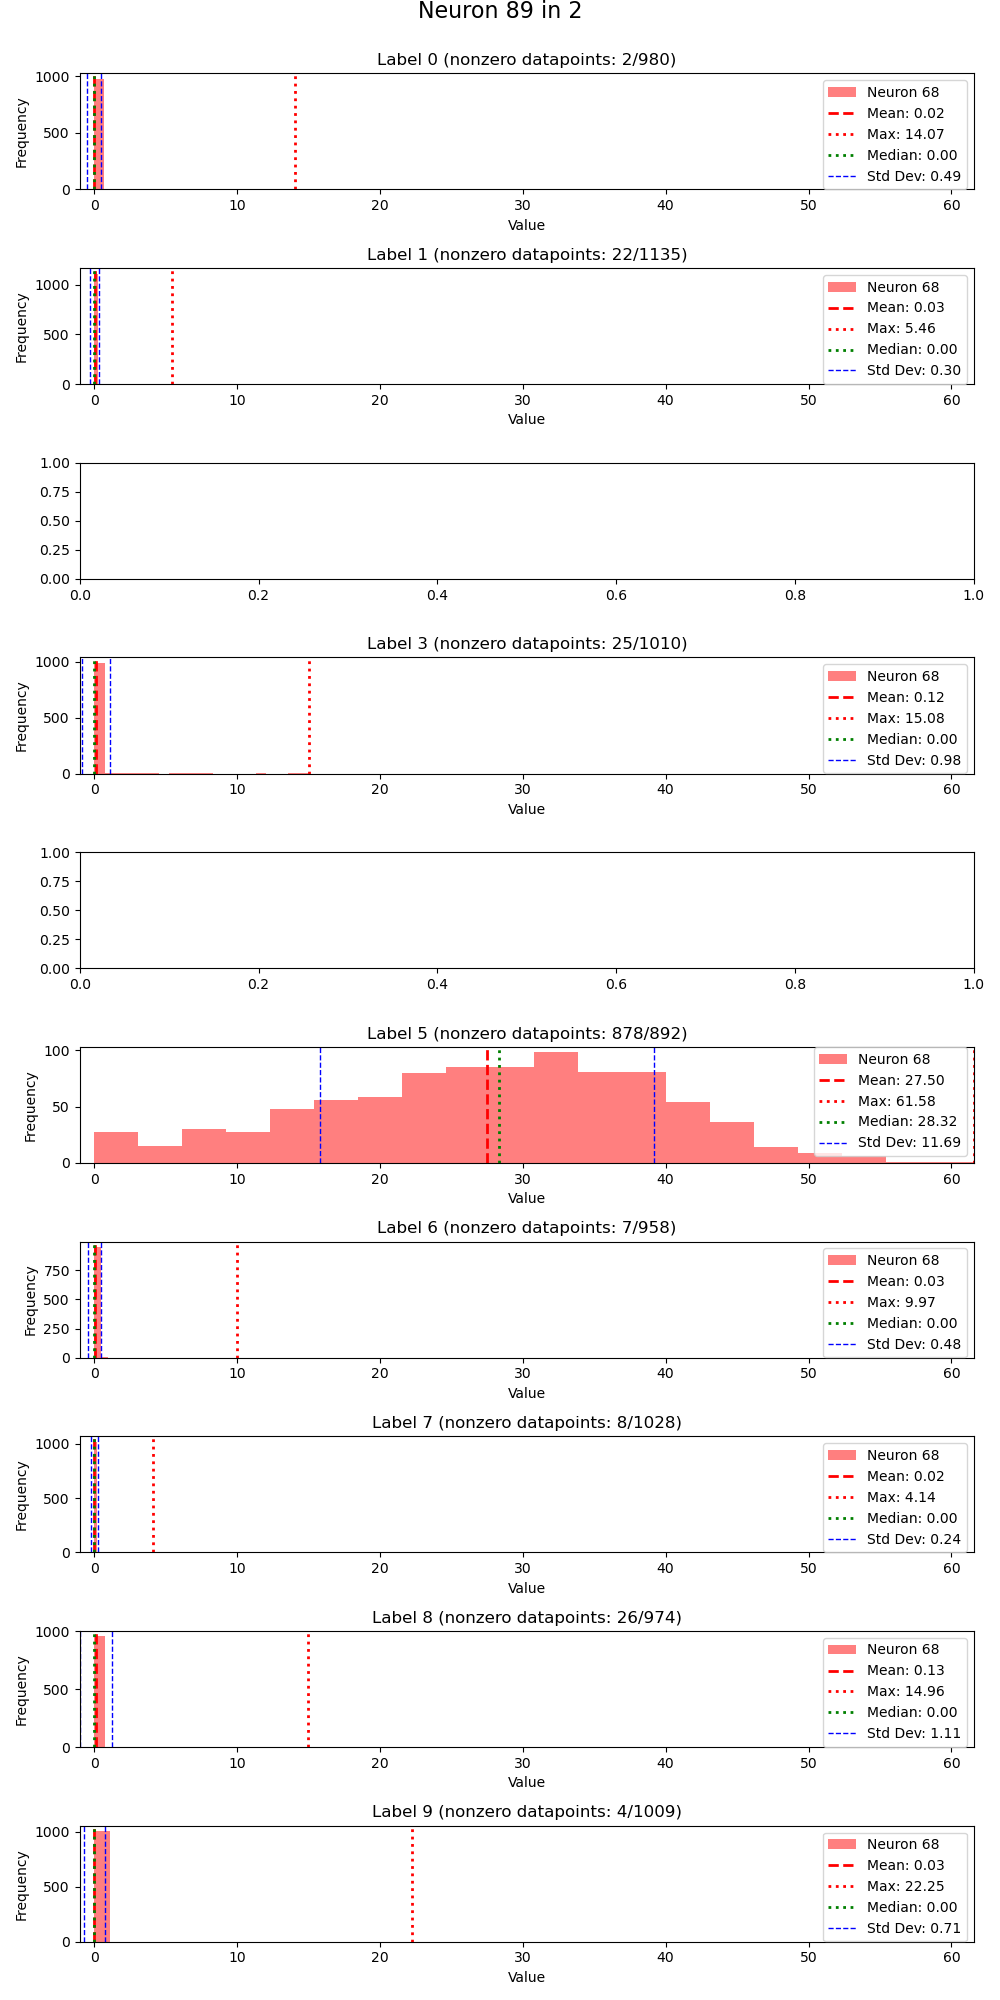 Neuron 89 in 2
Label 0 (nonzero datapoints: 2/980)
Frequency
1000
500
0
Neuron 68
Mean: 0.02
Max: 14.07
Median: 0.00
Std Dev: 0.49
0 10 20 30 40 50 60
Value
Label 1 (nonzero datapoints: 22/1135)
Frequency
1000
500
0
Neuron 68
Mean: 0.03
Max: 5.46
Median: 0.00
Std Dev: 0.30
0 10 20 30 40 50 60
Value
1.00
0.75
0.50
0.25
0.00
0.0 0.2 0.4 0.6 0.8 1.0
Label 3 (nonzero datapoints: 25/1010)
Frequency
1000
500
0
Neuron 68
Mean: 0.12
Max: 15.08
Median: 0.00
Std Dev: 0.98
0 10 20 30 40 50 60
Value
1.00
0.75
0.50
0.25
0.00
0.0 0.2 0.4 0.6 0.8 1.0
Label 5 (nonzero datapoints: 878/892)
Frequency
100
50
0
Neuron 68
Mean: 27.50
Max: 61.58
Median: 28.32
Std Dev: 11.69
0 10 20 30 40 50 60
Value
Label 6 (nonzero datapoints: 7/958)
Frequency
750
500
250
0
Neuron 68
Mean: 0.03
Max: 9.97
Median: 0.00
Std Dev: 0.48
0 10 20 30 40 50 60
Value
Label 7 (nonzero datapoints: 8/1028)
Frequency
1000
500
0
Neuron 68
Mean: 0.02
Max: 4.14
Median: 0.00
Std Dev: 0.24
0 10 20 30 40 50 60
Value
Label 8 (nonzero datapoints: 26/974)
Frequency
1000
500
0
Neuron 68
Mean: 0.13
Max: 14.96
Median: 0.00
Std Dev: 1.11
0 10 20 30 40 50 60
Value
Label 9 (nonzero datapoints: 4/1009)
Frequency
1000
500
0
Neuron 68
Mean: 0.03
Max: 22.25
Median: 0.00
Std Dev: 0.71
0 10 20 30 40 50 60
Value